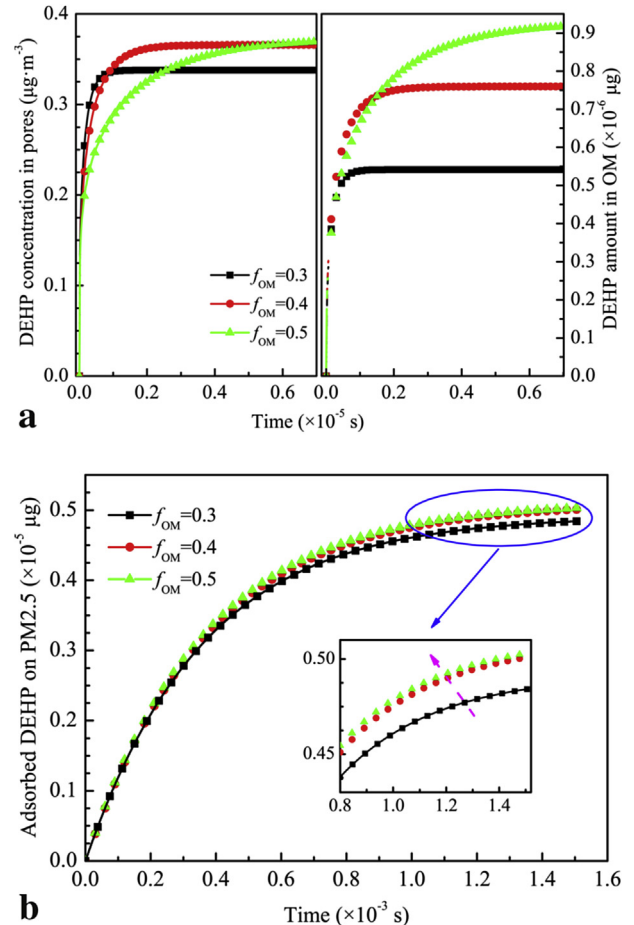 DEHP concentration in pores (μg·m⁻³)
0.4
0.3
0.2
0.1
0.0
f_OM=0.3
f_OM=0.4
f_OM=0.5
0.0 0.2 0.4 0.6
0.0 0.2 0.4 0.6
0.9
0.8
0.7
0.6
0.5
0.4
0.3
0.2
0.1
0.0
DEHP amount in OM (×10⁻⁶ μg)
Time (×10⁻⁵ s)
a
Adsorbed DEHP on PM2.5 (×10⁻⁵ μg)
0.5
0.4
0.3
0.2
0.1
0.0
f_OM=0.3
f_OM=0.4
f_OM=0.5
0.50
0.45
0.8 1.0 1.2 1.4
0.0 0.2 0.4 0.6 0.8 1.0 1.2 1.4 1.6
Time (×10⁻³ s)
b